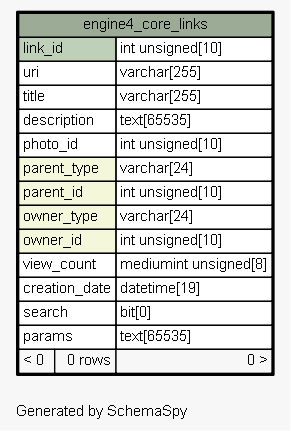 engine4_core_links
link_id int unsigned[10]
uri varchar[255]
title varchar[255]
description text[65535]
photo_id int unsigned[10]
parent_type varchar[24]
parent_id int unsigned[10]
owner_type varchar[24]
owner_id int unsigned[10]
view_count mediumint unsigned[8]
creation_date datetime[19]
search bit[0]
params text[65535]
< 0 0 rows 0 >
Generated by SchemaSpy